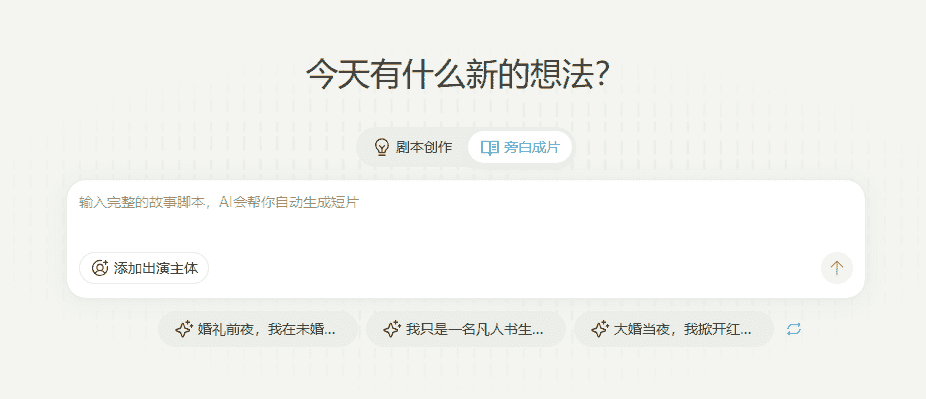 今天有什么新的想法？
剧本创作 旁白成片
输入完整的故事脚本，AI会帮你自动生成短片
添加出演主体
婚礼前夜，我在未婚... 我只是一名凡人书生... 大婚当夜，我掀开红...